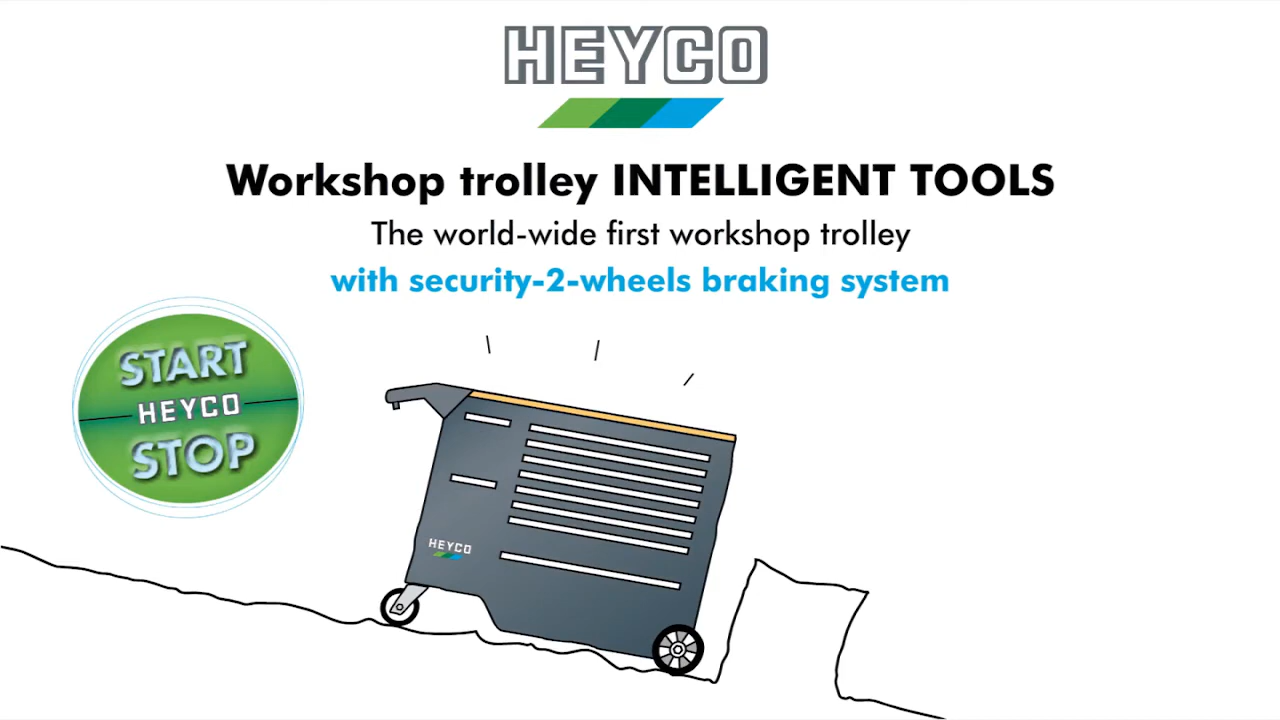 HEYCO
Workshop trolley INTELLIGENT TOOLS
The world-wide first workshop trolley
with security-2-wheels braking system
START
HEYCO
STOP
HEYCO